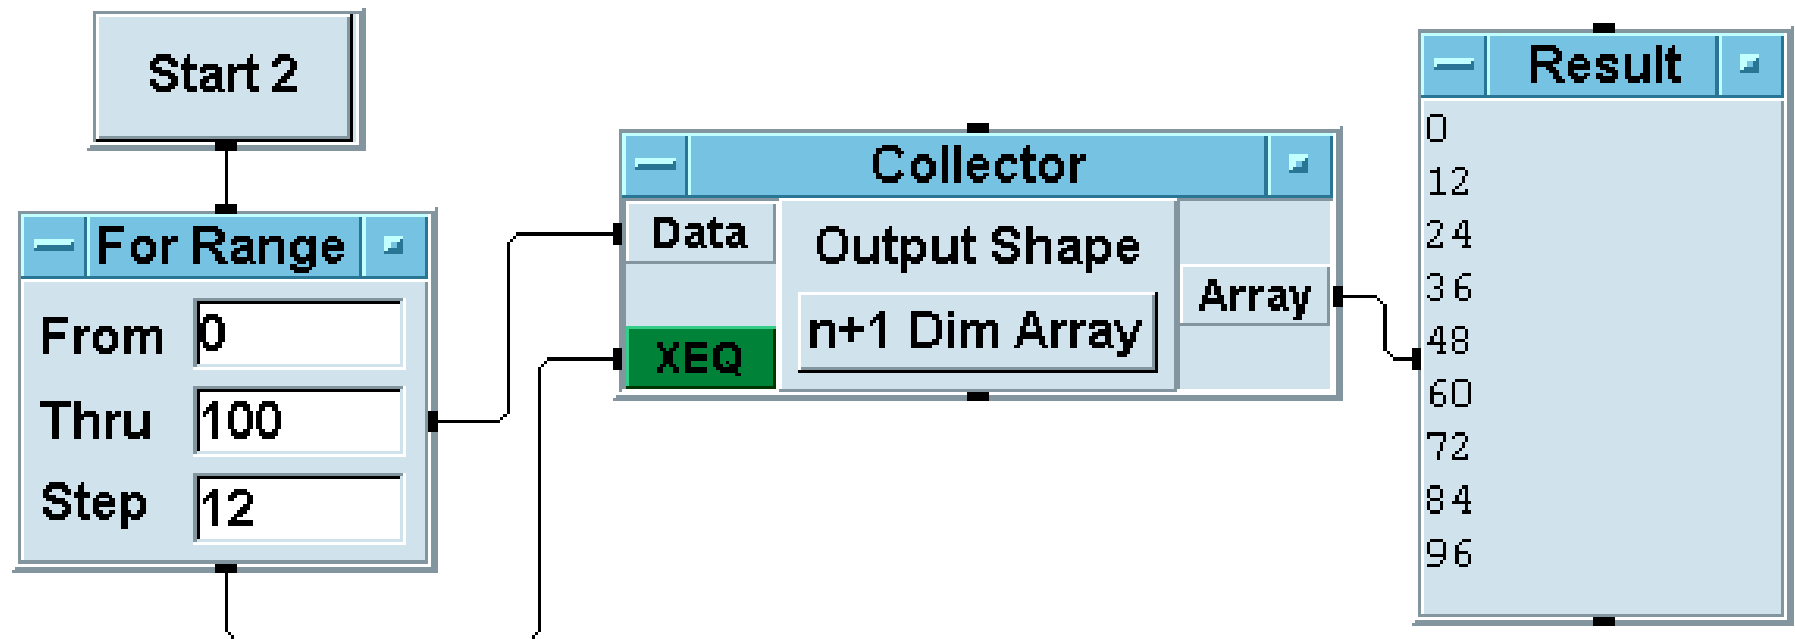 Start 2
For Range
From 0
Thru 100
Step 12
Collector
Data
XEQ
Output Shape
n+1 Dim Array
Array
Result
0
12
24
36
48
60
72
84
96